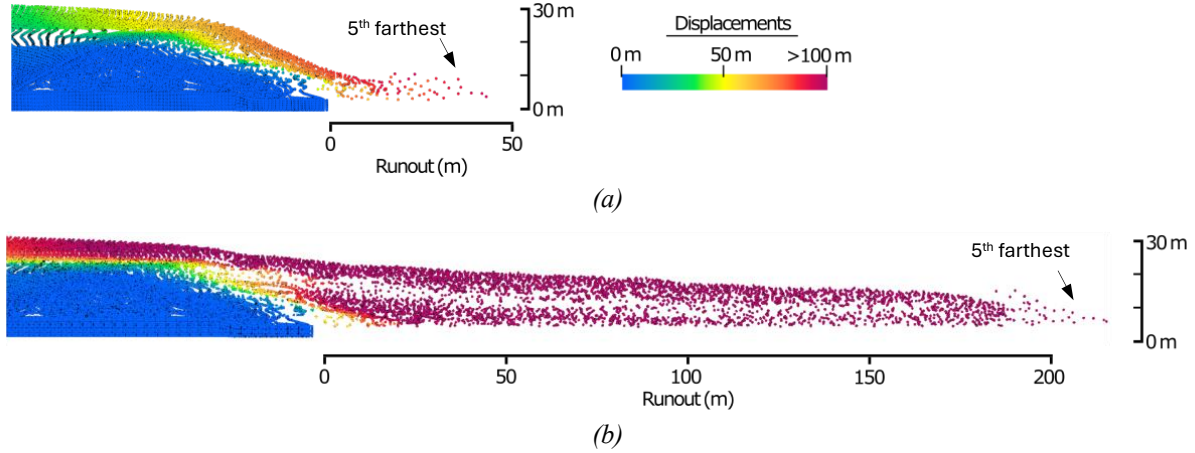 5th farthest
30 m
0 m
Displacements
0 m 50 m >100 m
0 50
Runout (m)
(a)
5th farthest
30 m
0 m
0 50 100 150 200
Runout (m)
(b)